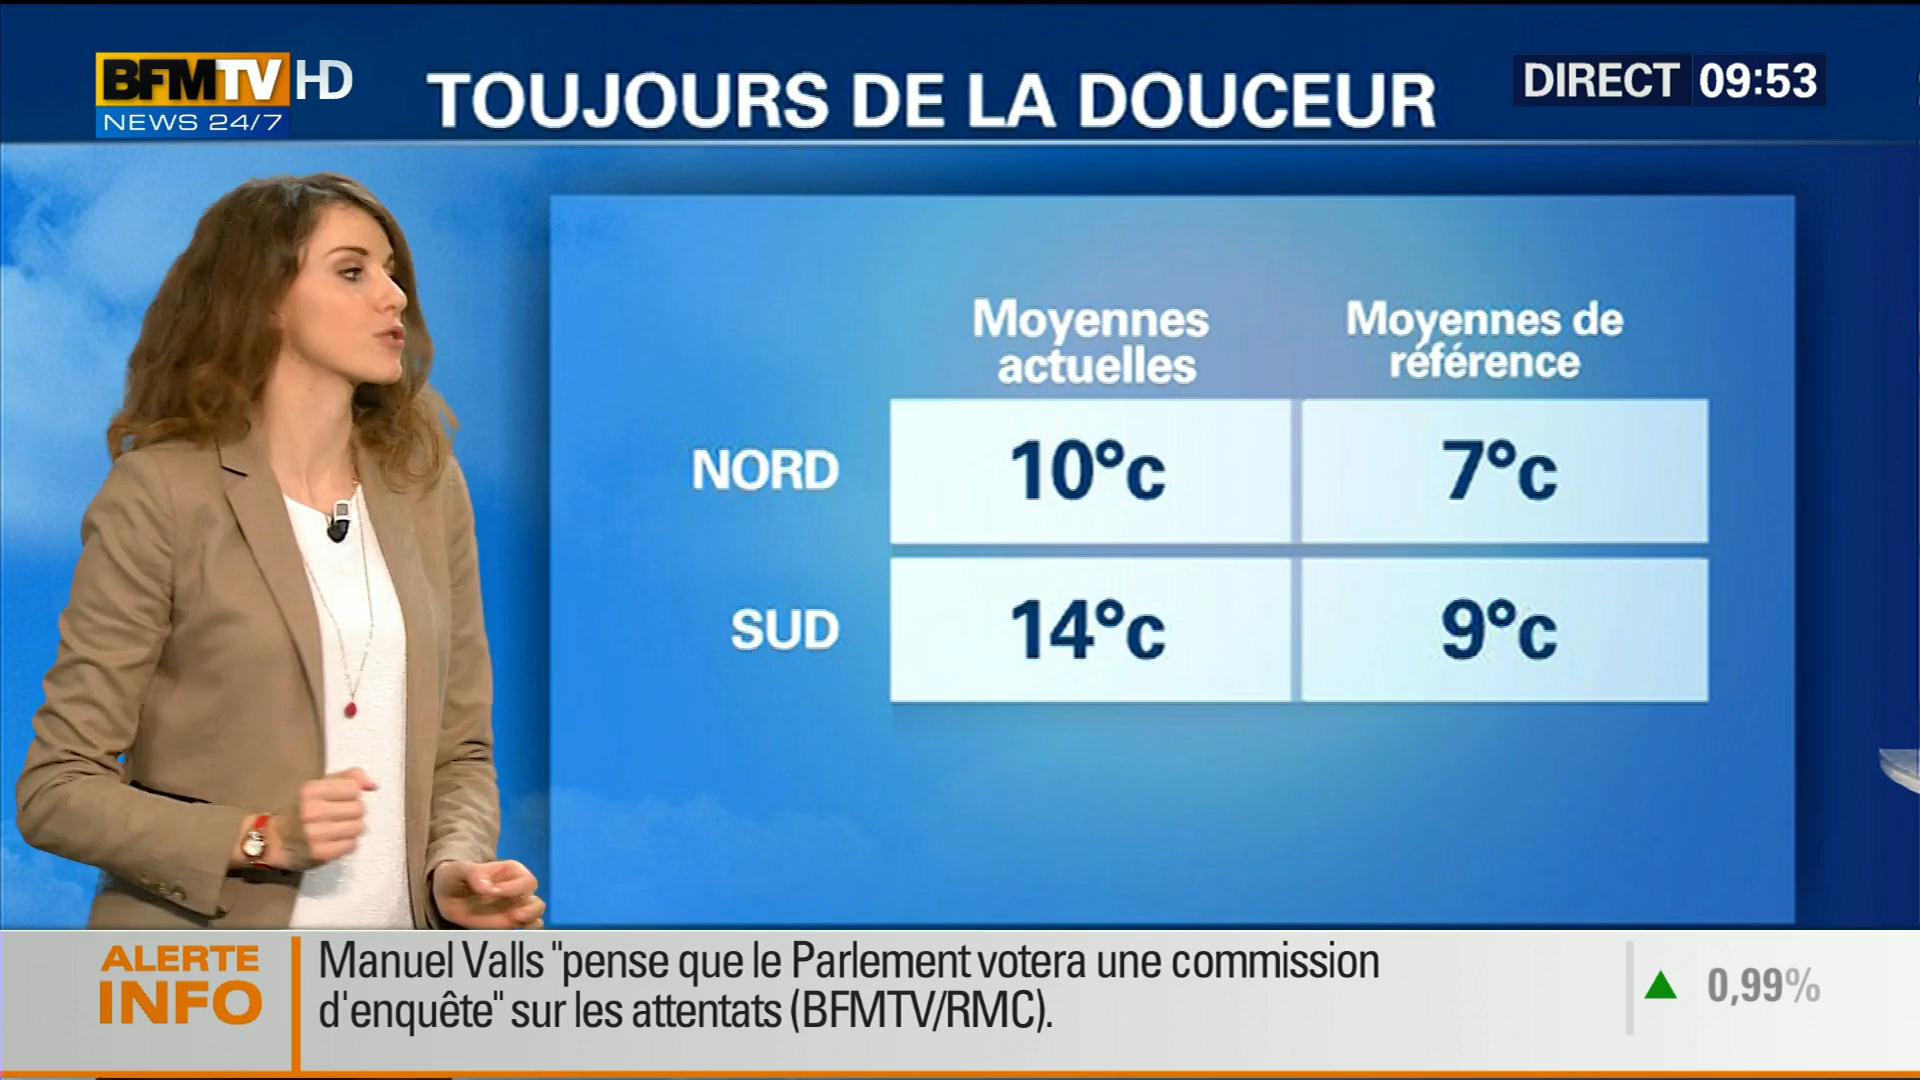 BFMTV HD
NEWS 24/7
TOUJOURS DE LA DOUCEUR
DIRECT 09:53
Moyennes
actuelles
Moyennes de
référence
NORD 10°c 7°c
SUD 14°c 9°c
ALERTE
INFO
Manuel Valls "pense que le Parlement votera une commission
d'enquête" sur les attentats (BFMTV/RMC).
0,99%